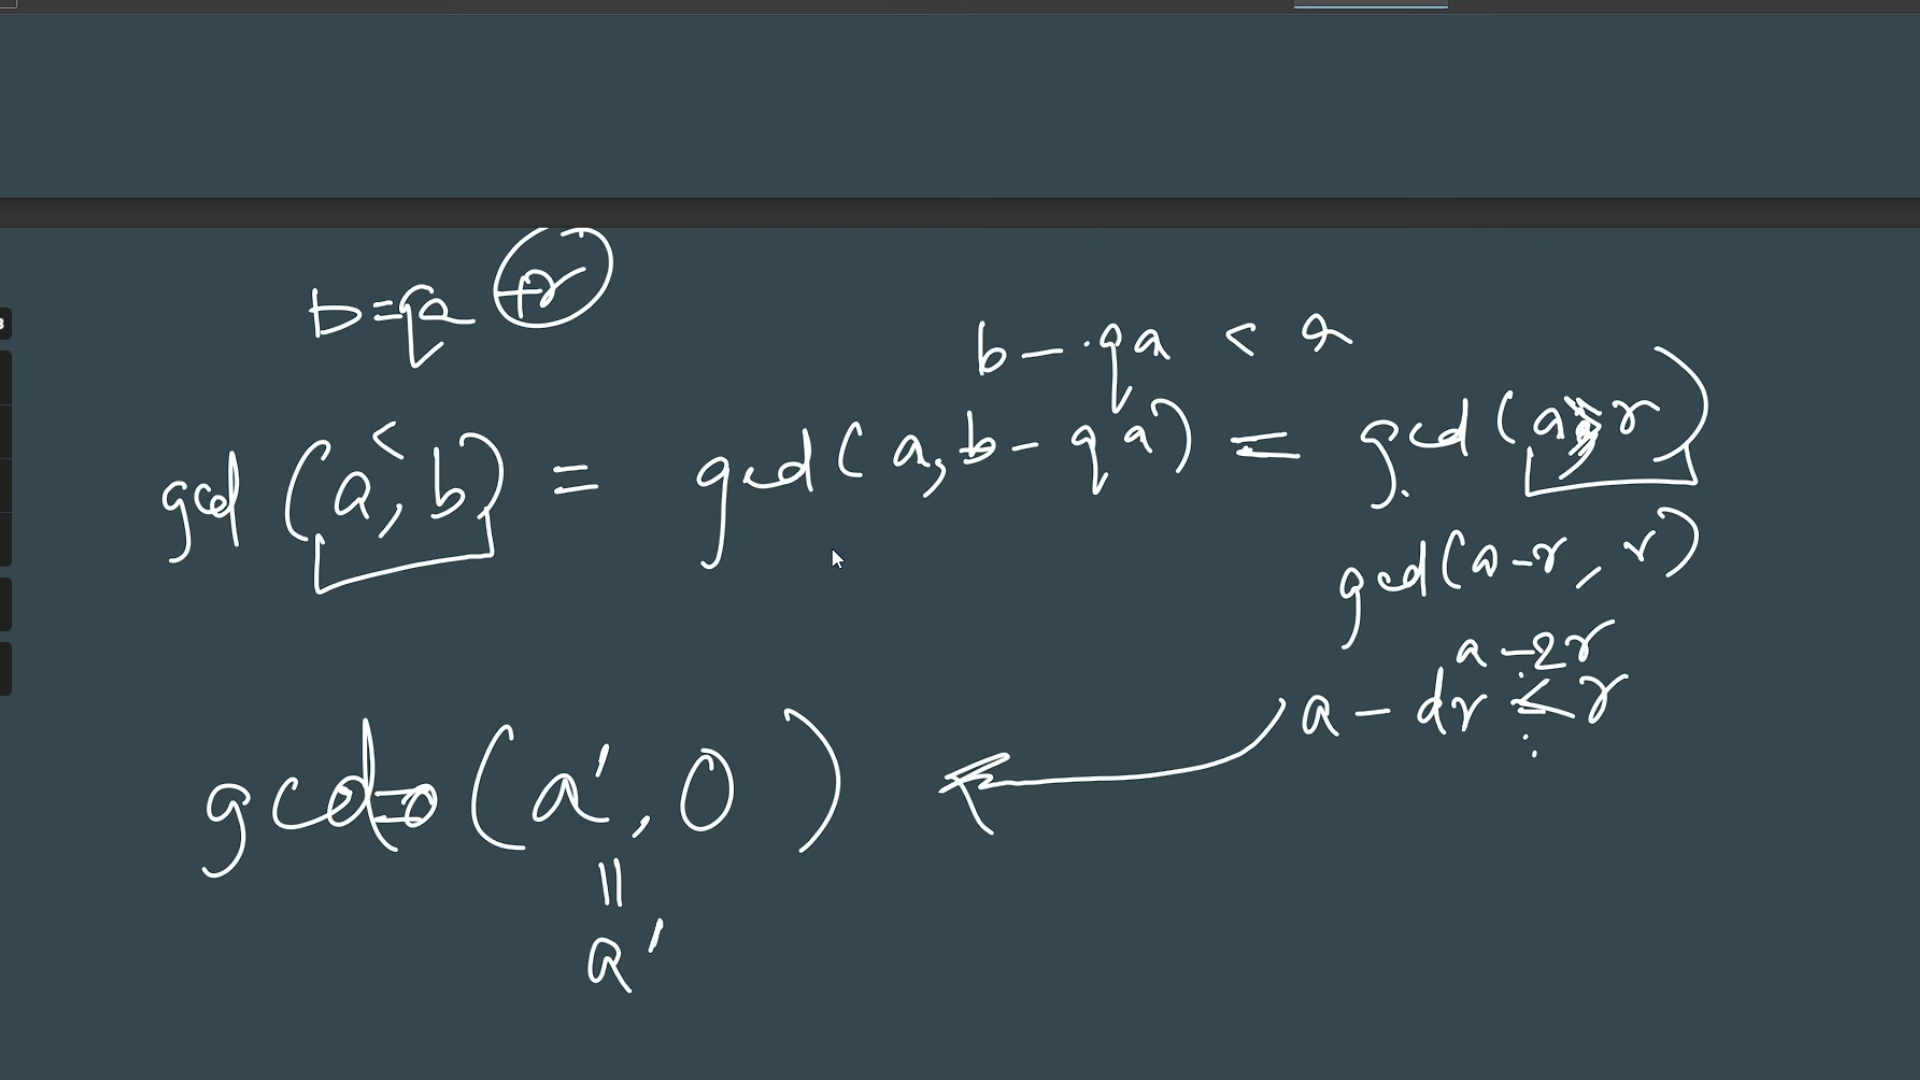 b = qa + r
b - qa < a
gcd (a < , b) = gcd (a, b - qa) = gcd (a, r)
gcd (a - r, r)
a - 2r
a - dr ≤ r
gcd (a', 0)
||
a'